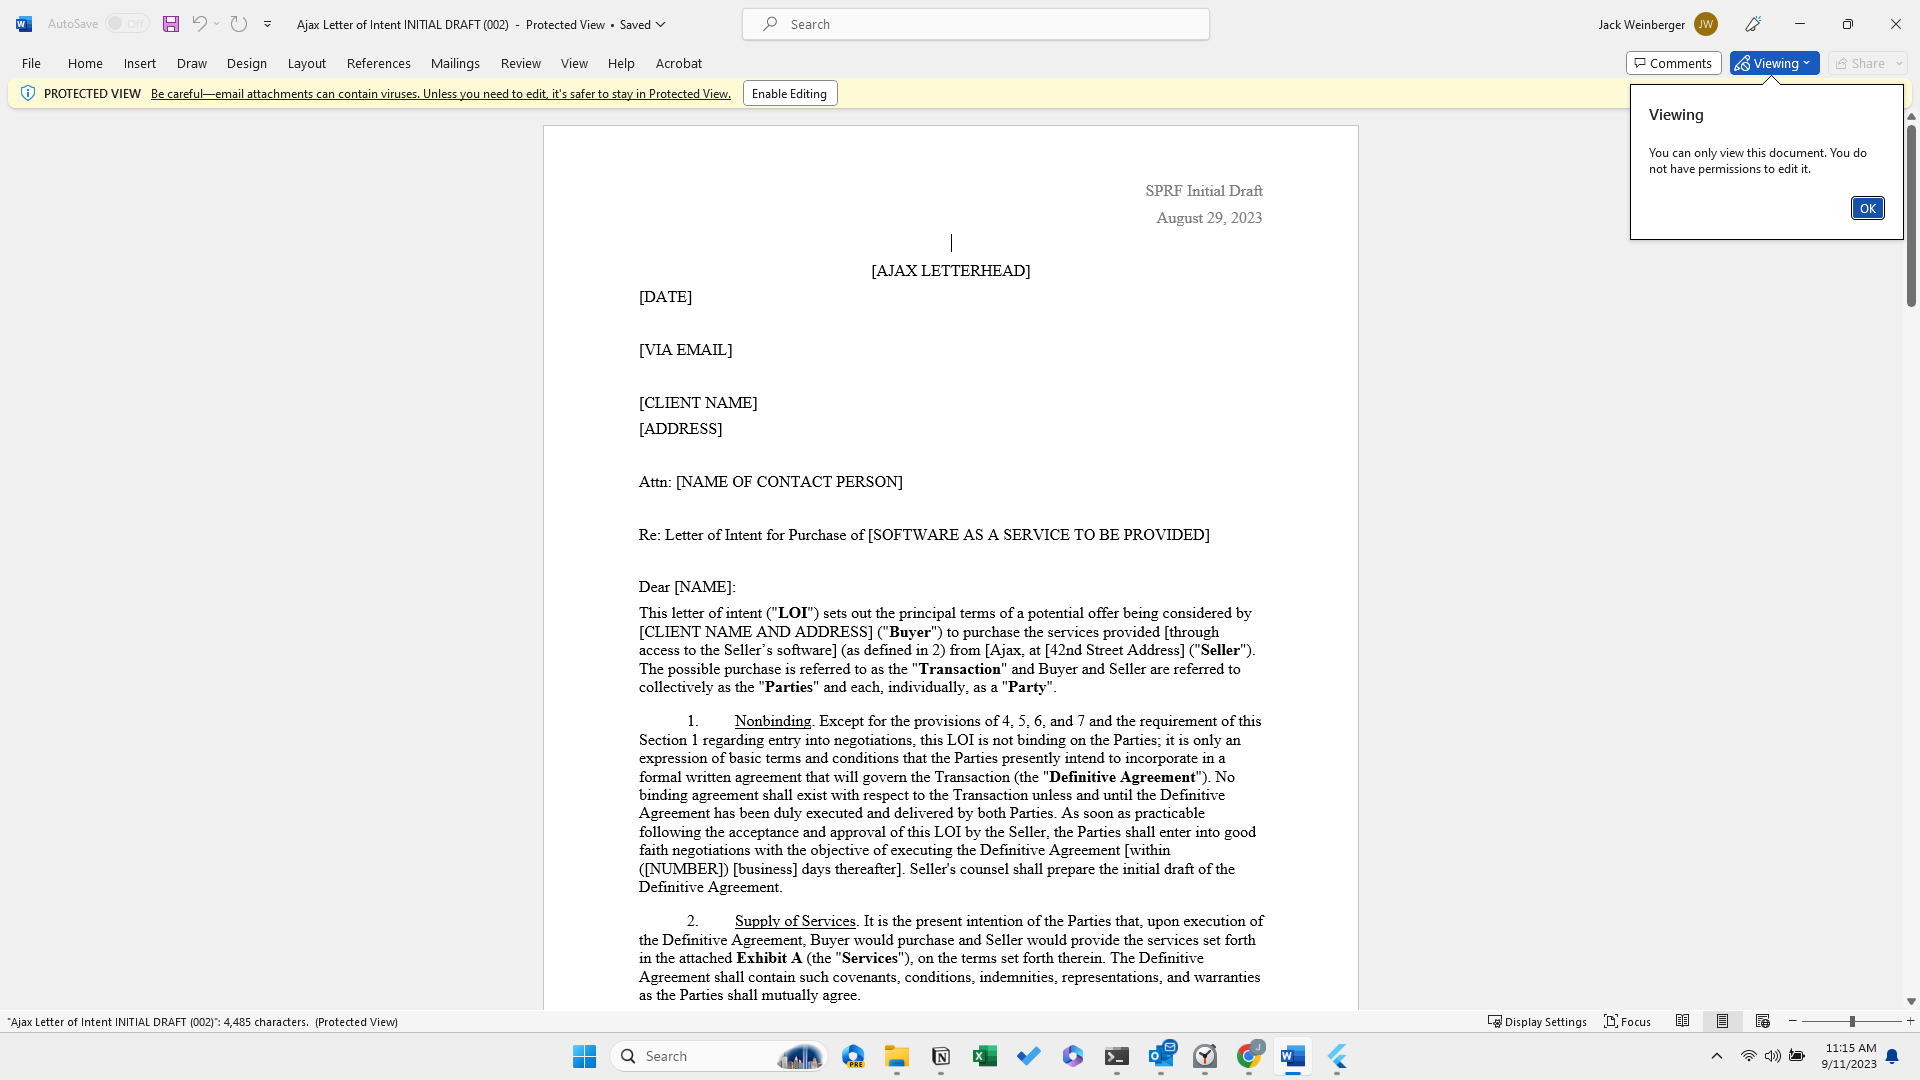 AutoSave Off Ajax Letter of Intent INITIAL DRAFT (002) - Protected View • Saved Search Jack Weinberger JW
File Home Insert Draw Design Layout References Mailings Review View Help Acrobat Comments Viewing Share
PROTECTED VIEW Be careful—email attachments can contain viruses. Unless you need to edit, it's safer to stay in Protected View. Enable Editing
Viewing
You can only view this document. You do
not have permissions to edit it.
OK
SPRF Initial Draft
August 29, 2023
[AJAX LETTERHEAD]
[DATE]
[VIA EMAIL]
[CLIENT NAME]
[ADDRESS]
Attn: [NAME OF CONTACT PERSON]
Re: Letter of Intent for Purchase of [SOFTWARE AS A SERVICE TO BE PROVIDED]
Dear [NAME]:
This letter of intent ("LOI") sets out the principal terms of a potential offer being considered by
[CLIENT NAME AND ADDRESS] ("Buyer") to purchase the services provided [through
access to the Seller’s software] (as defined in 2) from [Ajax, at [42nd Street Address] ("Seller").
The possible purchase is referred to as the "Transaction" and Buyer and Seller are referred to
collectively as the "Parties" and each, individually, as a "Party".
1. Nonbinding. Except for the provisions of 4, 5, 6, and 7 and the requirement of this
Section 1 regarding entry into negotiations, this LOI is not binding on the Parties; it is only an
expression of basic terms and conditions that the Parties presently intend to incorporate in a
formal written agreement that will govern the Transaction (the "Definitive Agreement"). No
binding agreement shall exist with respect to the Transaction unless and until the Definitive
Agreement has been duly executed and delivered by both Parties. As soon as practicable
following the acceptance and approval of this LOI by the Seller, the Parties shall enter into good
faith negotiations with the objective of executing the Definitive Agreement [within
([NUMBER]) [business] days thereafter]. Seller's counsel shall prepare the initial draft of the
Definitive Agreement.
2. Supply of Services. It is the present intention of the Parties that, upon execution of
the Definitive Agreement, Buyer would purchase and Seller would provide the services set forth
in the attached Exhibit A (the "Services"), on the terms set forth therein. The Definitive
Agreement shall contain such covenants, conditions, indemnities, representations, and warranties
as the Parties shall mutually agree.
"Ajax Letter of Intent INITIAL DRAFT (002)": 4,485 characters. (Protected View) Display Settings Focus
Search PRE J 11:15 AM
9/11/2023